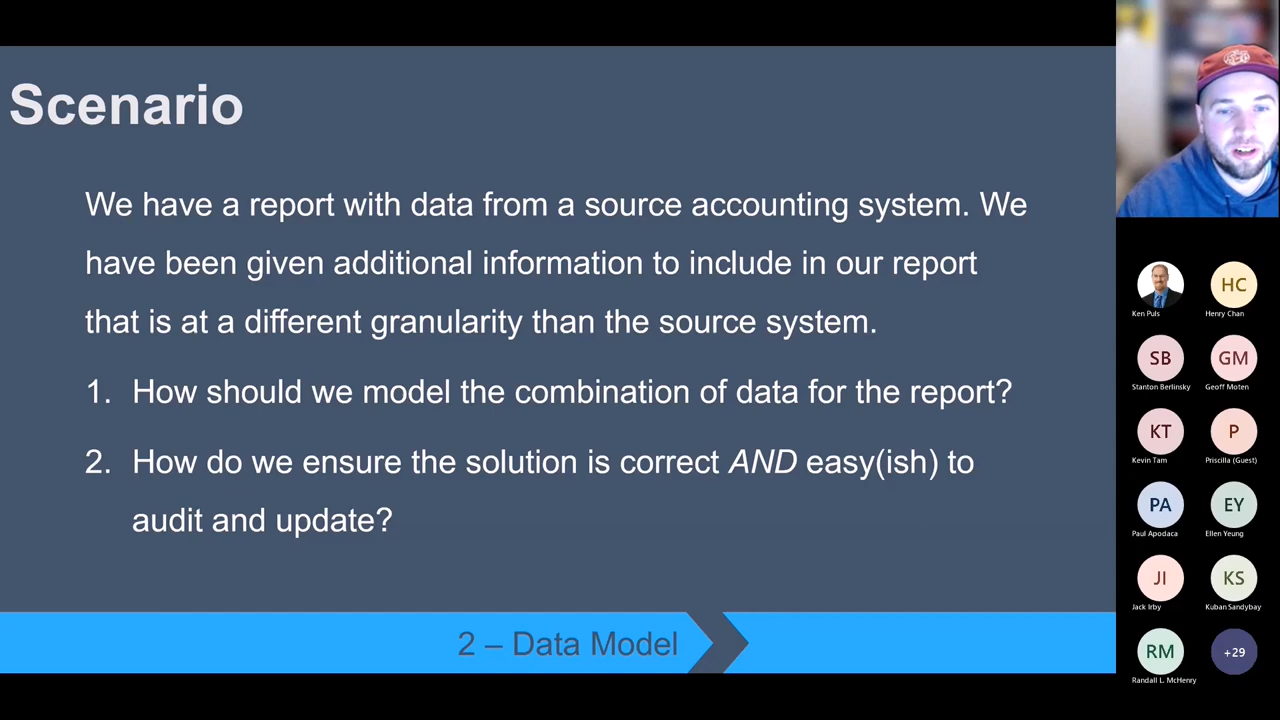 Scenario
We have a report with data from a source accounting system. We
have been given additional information to include in our report
that is at a different granularity than the source system.
1. How should we model the combination of data for the report?
2. How do we ensure the solution is correct AND easy(ish) to
audit and update?
2 – Data Model
Ken Puls
HC
Henry Chan
SB
Stanton Berlinsky
GM
Geoff Moten
KT
Kevin Tam
P
Priscilla (Guest)
PA
Paul Apodaca
EY
Ellen Yeung
JI
Jack Irby
KS
Kuban Sandybay
RM
Randall L. McHenry
+29